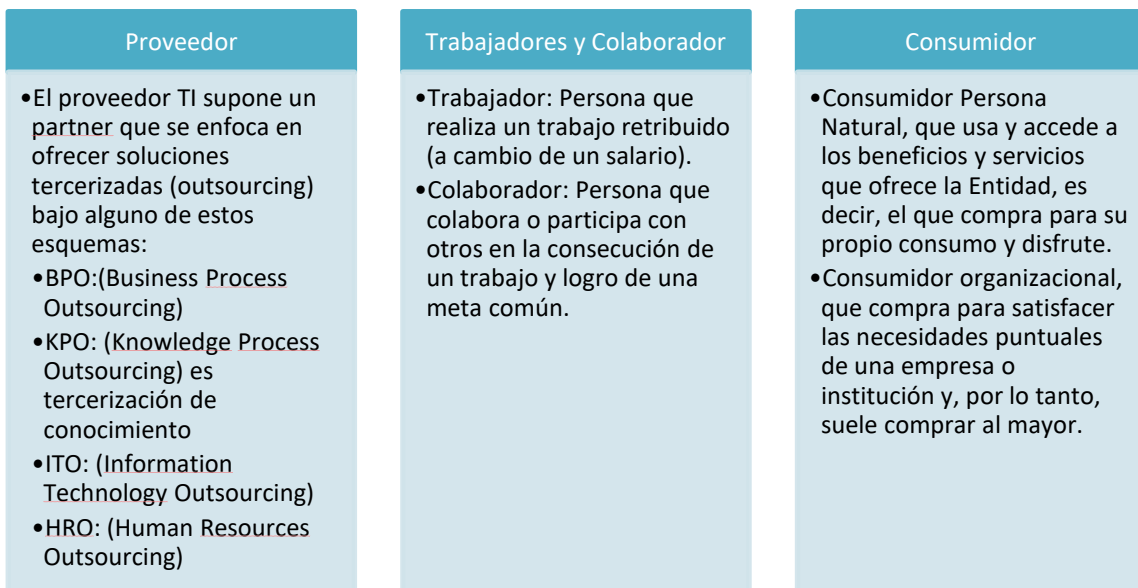 Proveedor
•El proveedor TI supone un
partner que se enfoca en
ofrecer soluciones
tercerizadas (outsourcing)
bajo alguno de estos
esquemas:
•BPO:(Business Process
Outsourcing)
•KPO: (Knowledge Process
Outsourcing) es
tercerización de
conocimiento
•ITO: (Information
Technology Outsourcing)
•HRO: (Human Resources
Outsourcing)
Trabajadores y Colaborador
•Trabajador: Persona que
realiza un trabajo retribuido
(a cambio de un salario).
•Colaborador: Persona que
colabora o participa con
otros en la consecución de
un trabajo y logro de una
meta común.
Consumidor
•Consumidor Persona
Natural, que usa y accede a
los beneficios y servicios
que ofrece la Entidad, es
decir, el que compra para su
propio consumo y disfrute.
•Consumidor organizacional,
que compra para satisfacer
las necesidades puntuales
de una empresa o
institución y, por lo tanto,
suele comprar al mayor.